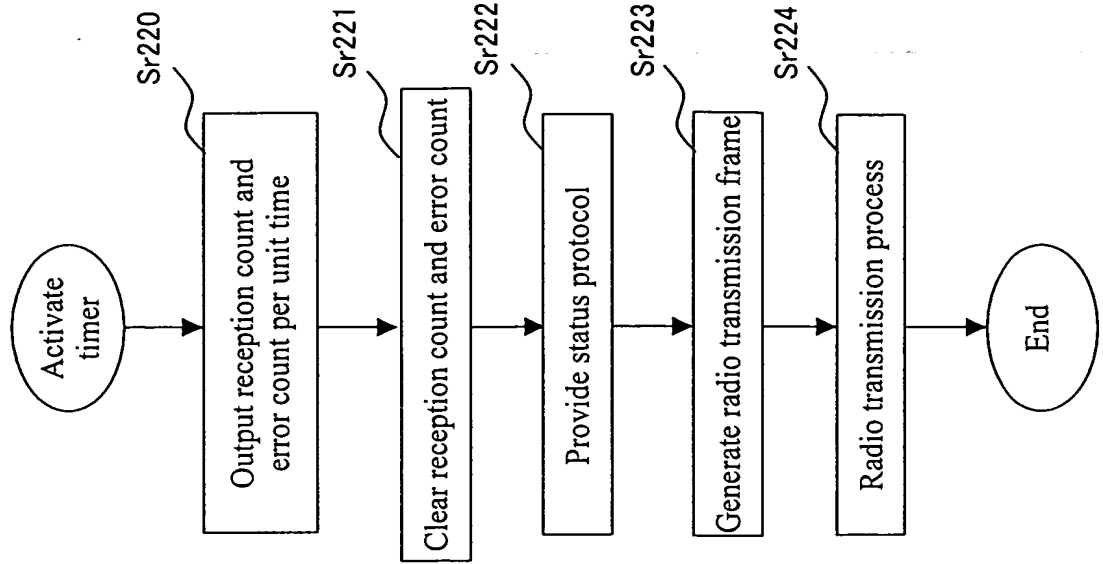 Activate
timer
Sr220
Output reception count and
error count per unit time
Sr221
Clear reception count and error count
Sr222
Provide status protocol
Sr223
Generate radio transmission frame
Sr224
Radio transmission process
End